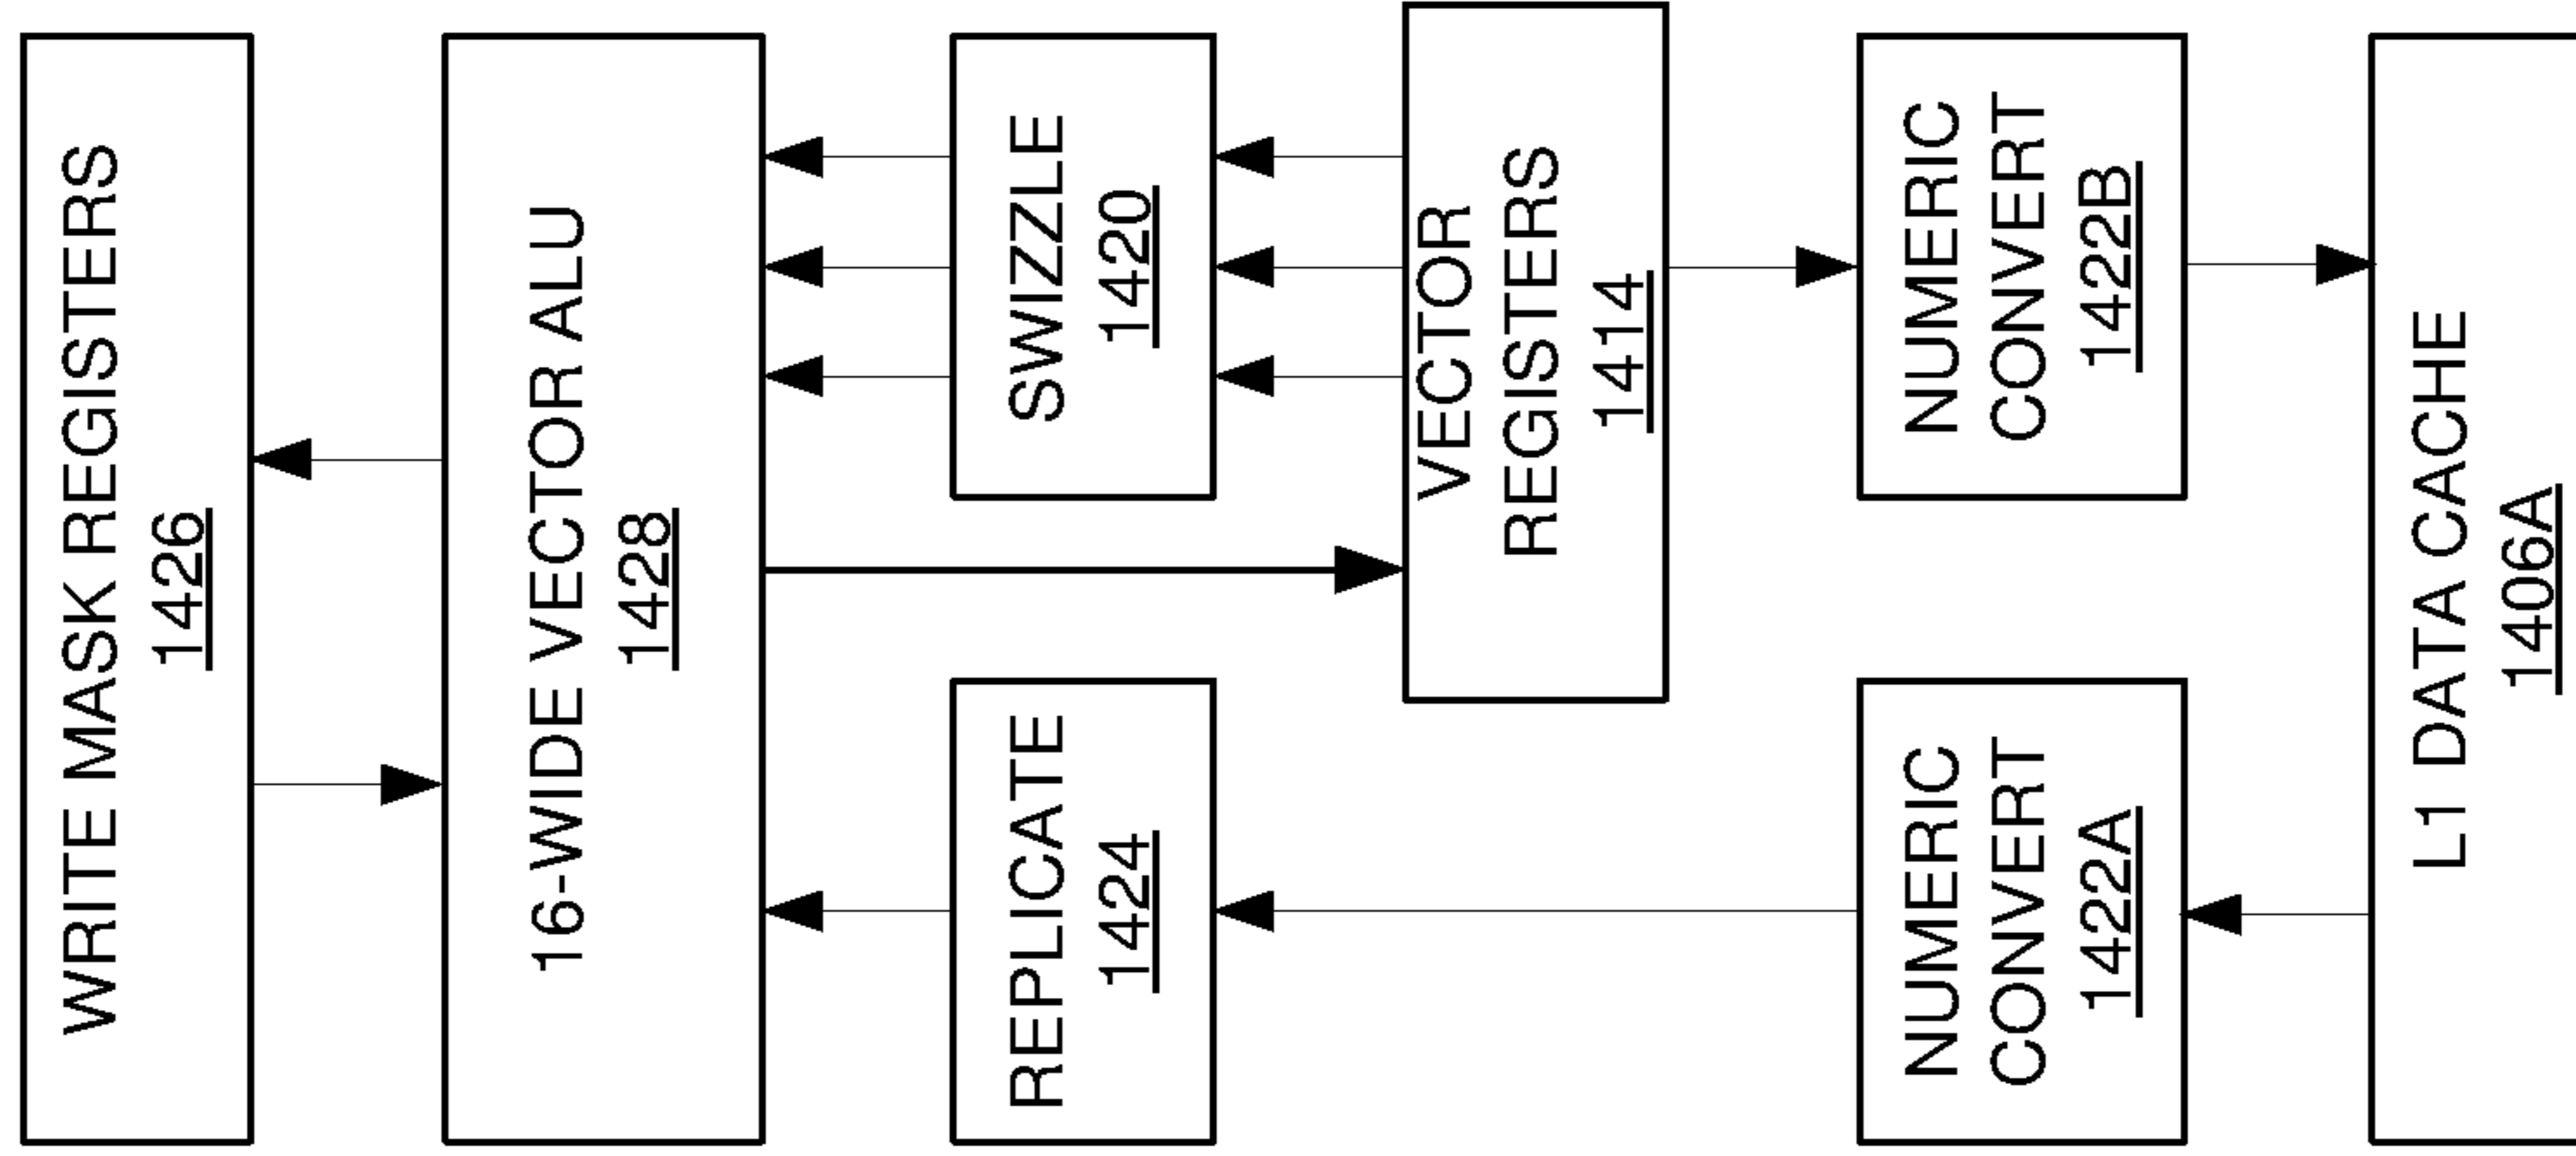 WRITE MASK REGISTERS
1426
16-WIDE VECTOR ALU
1428
REPLICATE
1424
SWIZZLE
1420
VECTOR
REGISTERS
1414
NUMERIC
CONVERT
1422A
NUMERIC
CONVERT
1422B
L1 DATA CACHE
1406A